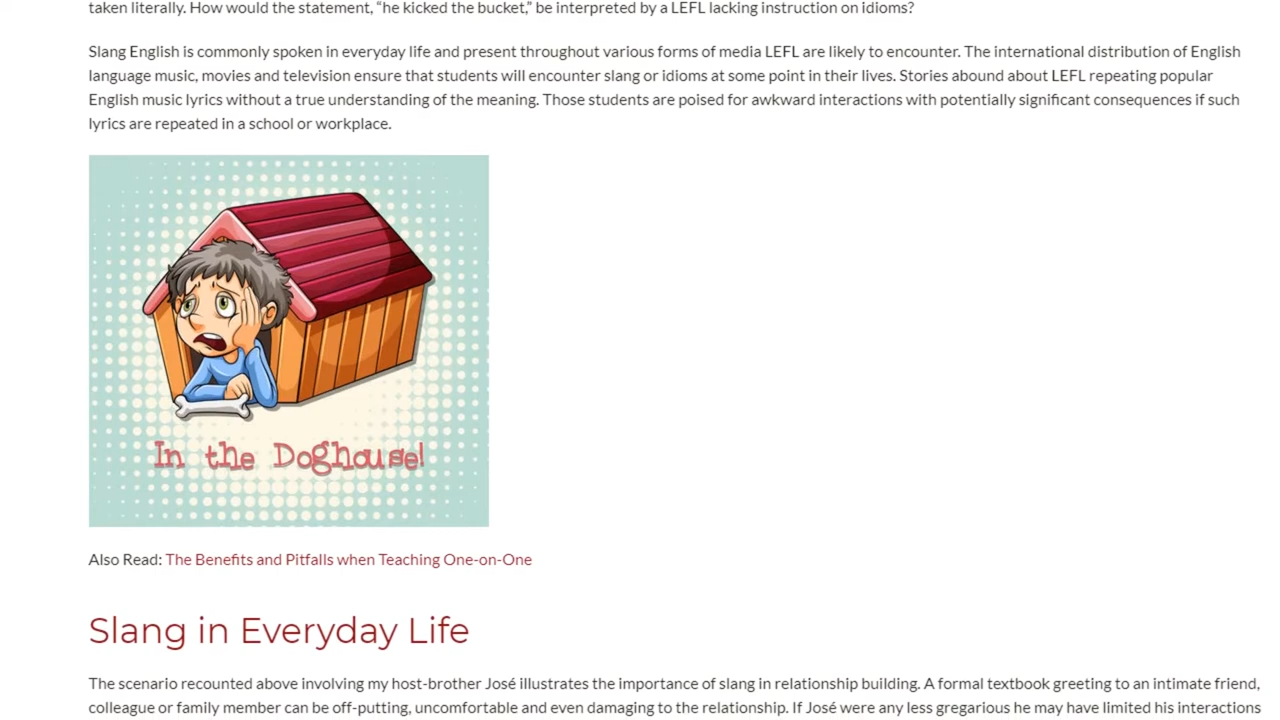 taken literally. How would the statement, “he kicked the bucket,” be interpreted by a LEFL lacking instruction on idioms?
Slang English is commonly spoken in everyday life and present throughout various forms of media LEFL are likely to encounter. The international distribution of English
language music, movies and television ensure that students will encounter slang or idioms at some point in their lives. Stories abound about LEFL repeating popular
English music lyrics without a true understanding of the meaning. Those students are poised for awkward interactions with potentially significant consequences if such
lyrics are repeated in a school or workplace.
In the Doghouse!
Also Read: The Benefits and Pitfalls when Teaching One-on-One
Slang in Everyday Life
The scenario recounted above involving my host-brother José illustrates the importance of slang in relationship building. A formal textbook greeting to an intimate friend,
colleague or family member can be off-putting, uncomfortable and even damaging to the relationship. If José were any less gregarious he may have limited his interactions